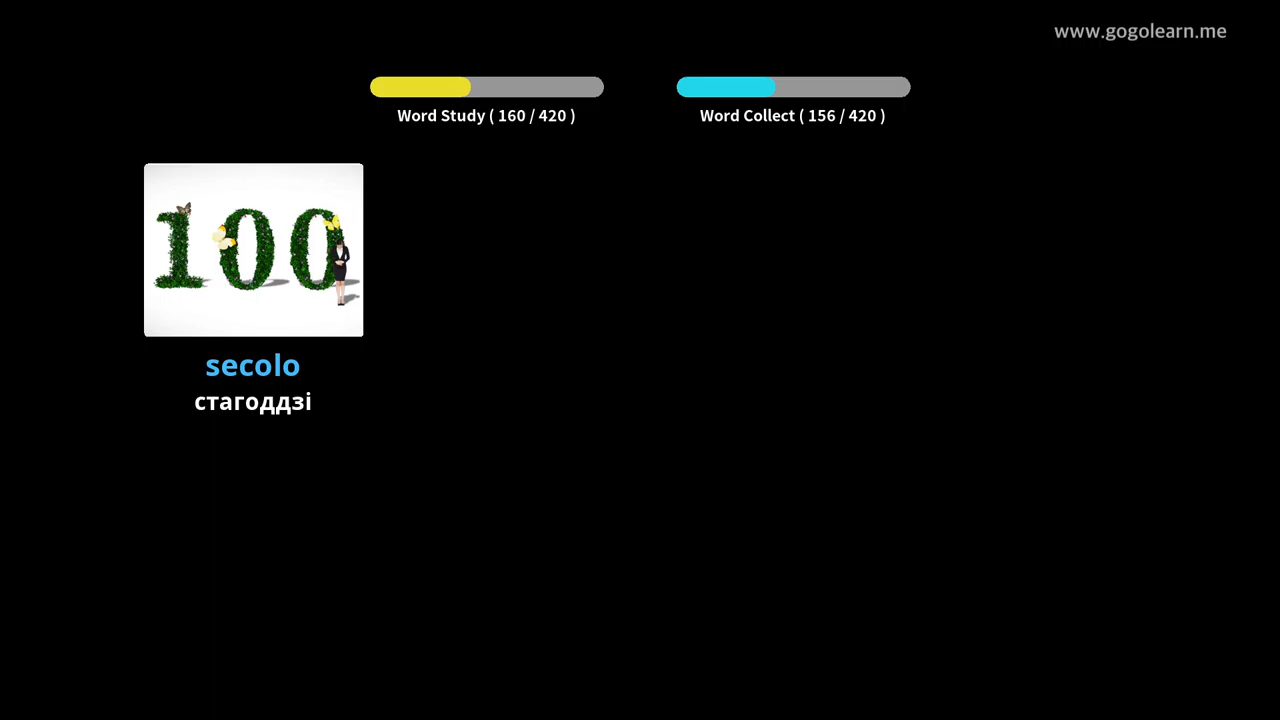 www.gogolearn.me
Word Study ( 160 / 420 )
Word Collect ( 156 / 420 )
100
secolo
стагоддзі